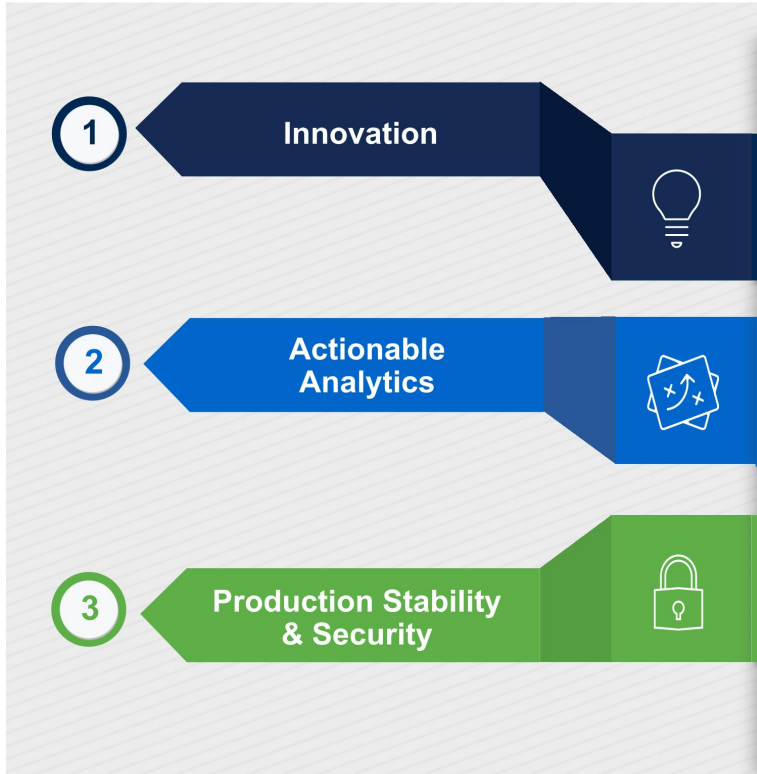 1
Innovation
2
Actionable
Analytics
3
Production Stability
& Security